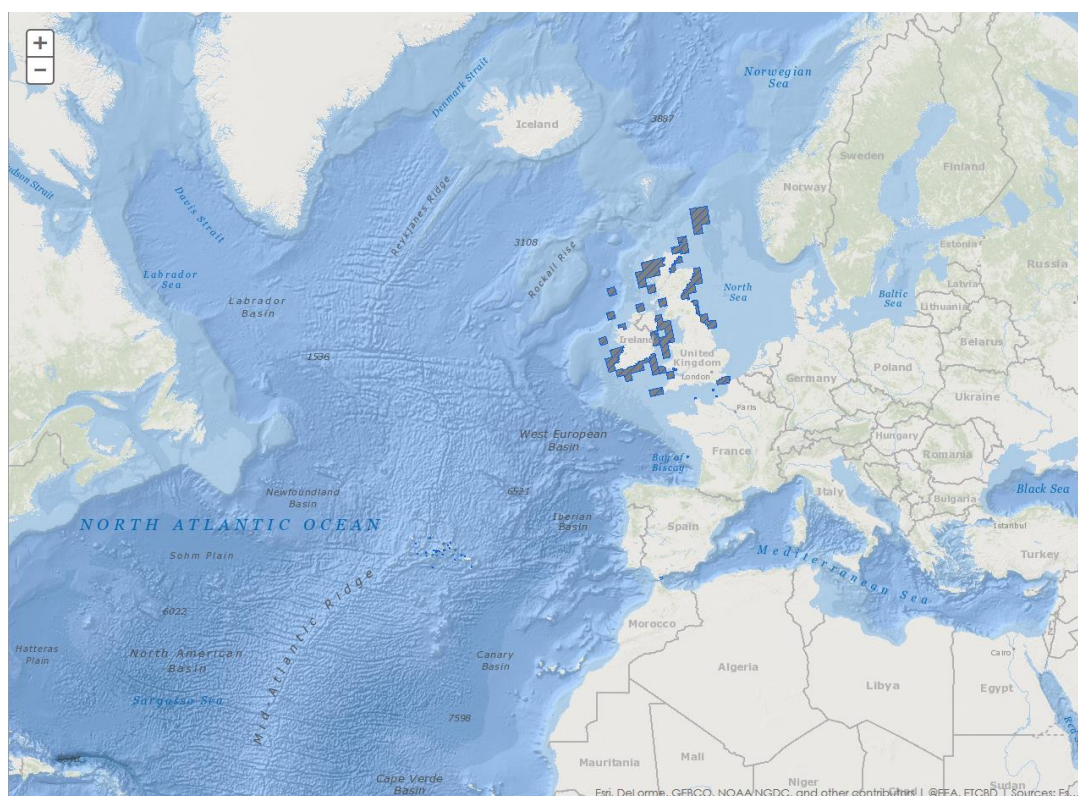 +
−
Norwegian
Sea
Denmark Strait
Iceland
3887
Sweden
Finland
Norway
Davis Strait
Reykjanes Ridge
3108
Rockall Rise
Estonia
Russia
Latvia
Labrador
Sea
Labrador
Basin
North
Sea
Baltic
Sea
Lithuania
Belarus
1536
Ireland
United
Kingdom
London
Poland
Germany
Ukraine
Paris
West European
Basin
France
Hungary
Romania
Bay of
Biscay
6521
Newfoundland
Basin
Italy
Black Sea
Bulgaria
NORTH ATLANTIC OCEAN
Iberian
Basin
Spain
Istanbul
Turkey
Sohm Plain
Mediterranean Sea
Mid-Atlantic Ridge
6022
Morocco
Hatteras
Plain
North American
Basin
Canary
Basin
Algeria
Cairo
Libya
Egypt
Sargasso Sea
7598
Mauritania
Mali
Niger
Chad
Sudan
Cape Verde
Basin
Esri, DeLorme, GEBCO, NOAA NGDC, and other contributors | @EEA, ETCBD | Sources: Es...